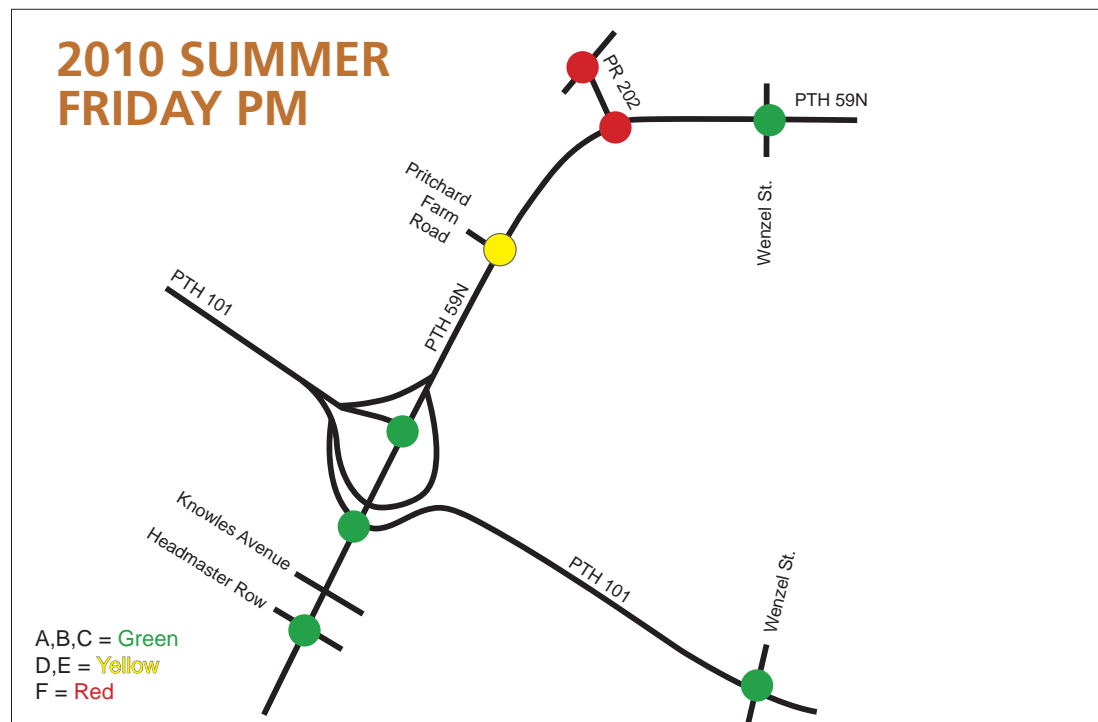 2010 SUMMER
FRIDAY PM
PR 202
PTH 59N
Wenzel St.
Pritchard
Farm
Road
PTH 101
PTH 59N
Knowles Avenue
Headmaster Row
PTH 101
Wenzel St.
A,B,C = Green
D,E = Yellow
F = Red